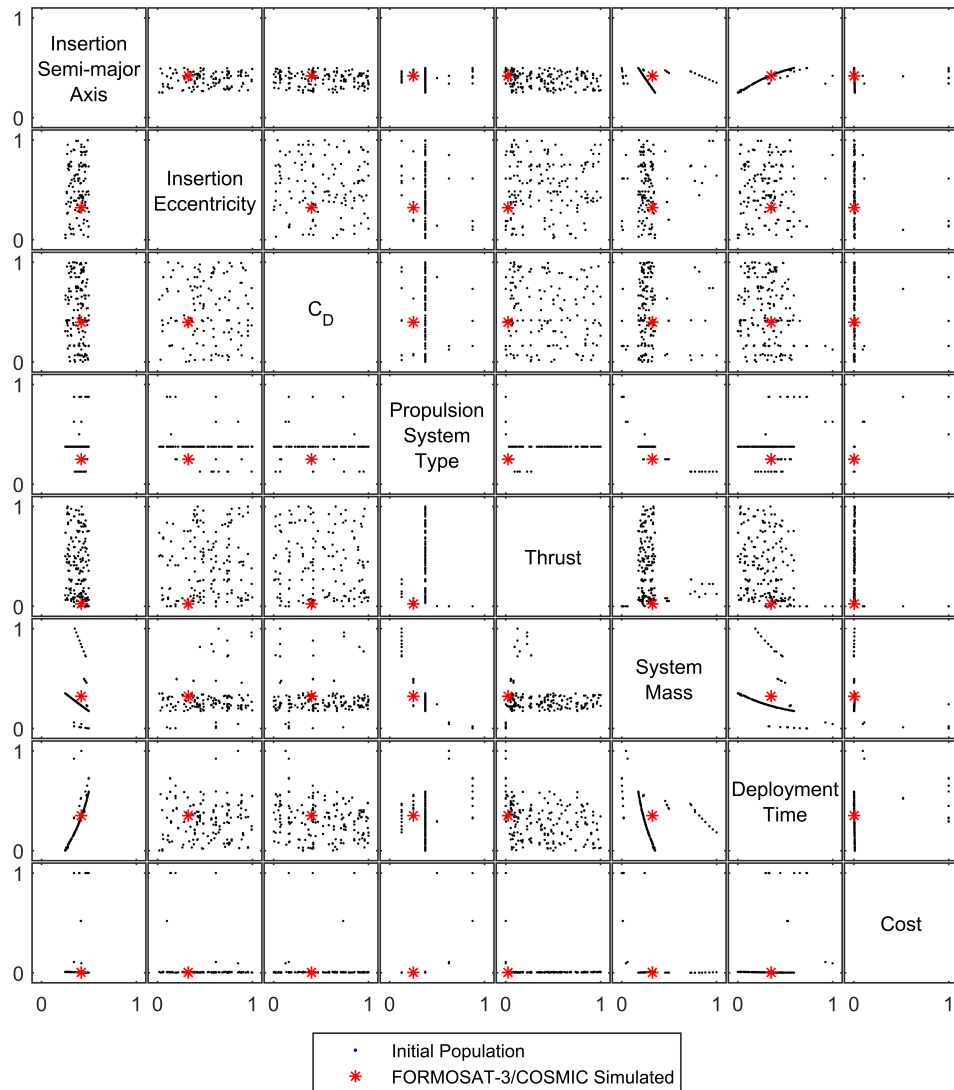 1
Insertion
Semi-major
Axis
0
1
Insertion
Eccentricity
0
1
C_D
0
1
Propulsion
System
Type
0
1
Thrust
0
1
System
Mass
0
1
Deployment
Time
0
1
Cost
0
0 1 0 1 0 1 0 1 0 1 0 1 0 1 0 1
Initial Population
FORMOSAT-3/COSMIC Simulated